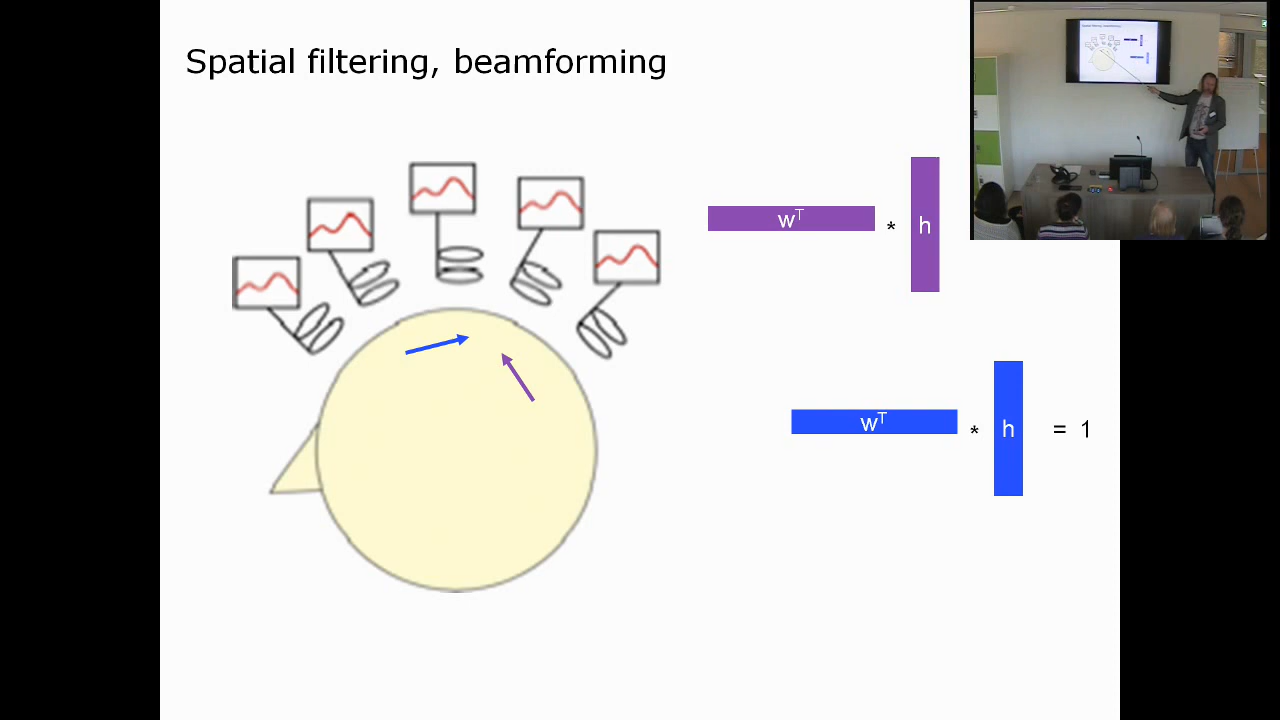 Spatial filtering, beamforming
wᵀ * h
wᵀ * h = 1